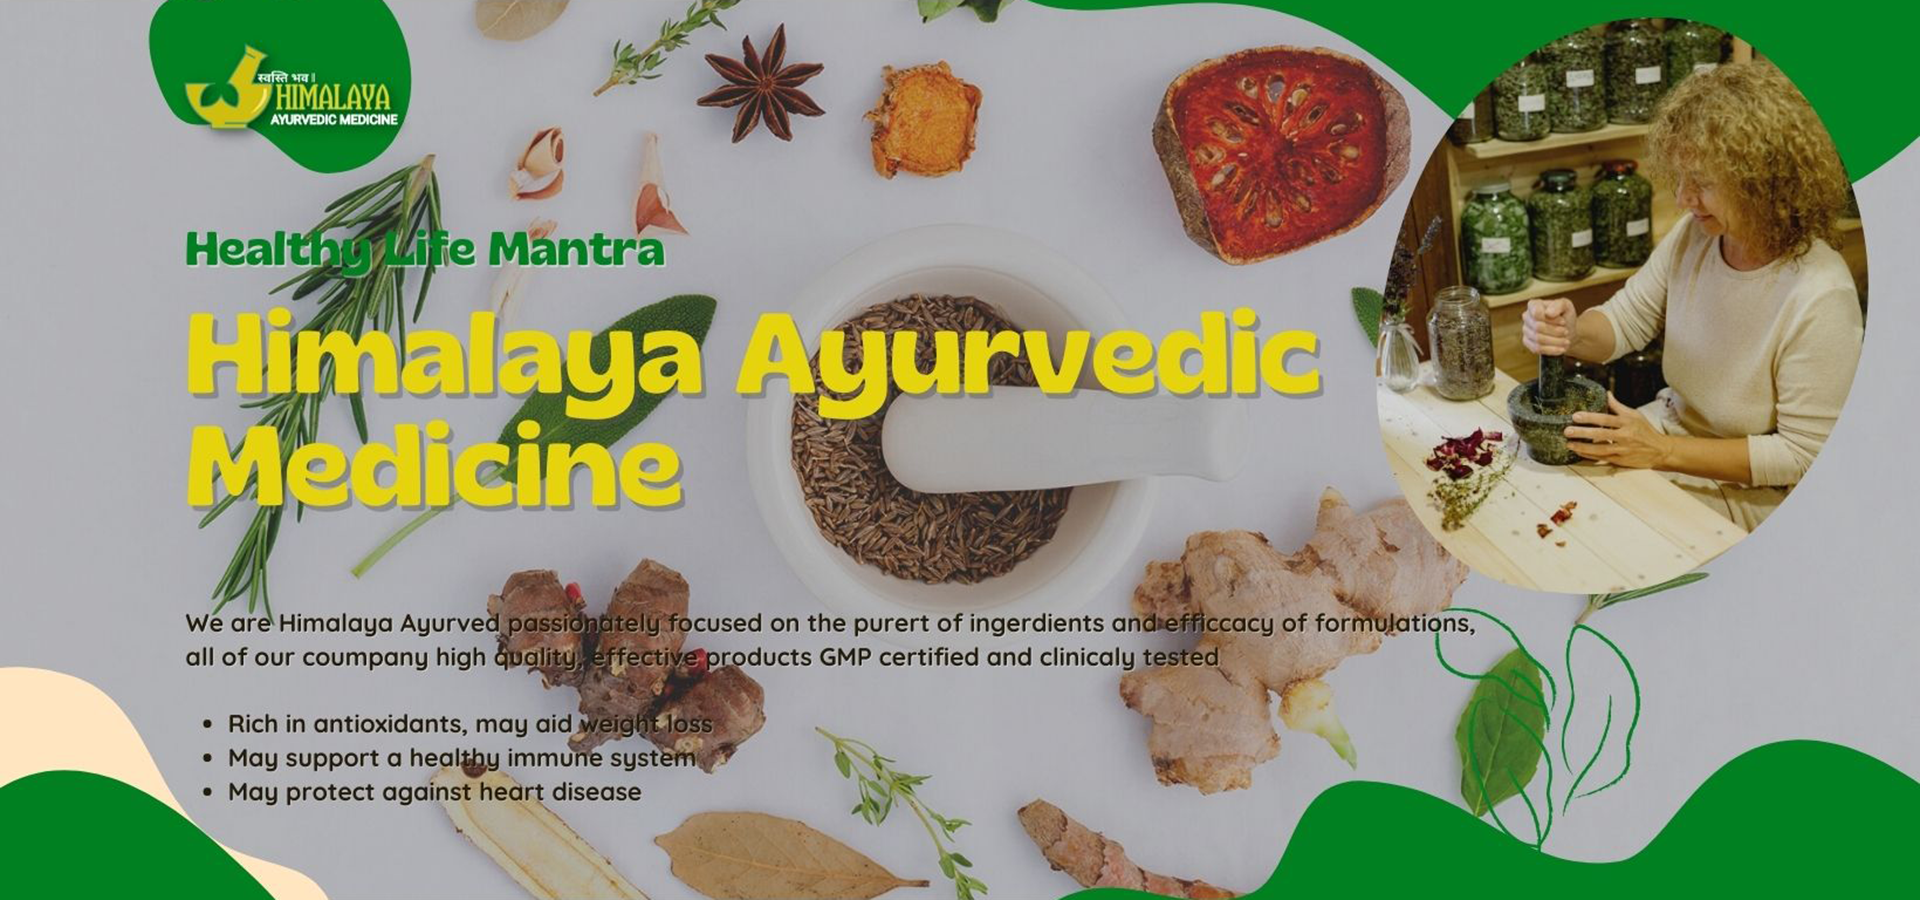 स्वस्ति भव॥
HIMALAYA
AYURVEDIC MEDICINE
Healthy Life Mantra
Himalaya Ayurvedic
Medicine
We are Himalaya Ayurved passionately focused on the purert of ingerdients and efficcacy of formulations,
all of our coumpany high quality, effective products GMP certified and clinicaly tested
• Rich in antioxidants, may aid weight loss
• May support a healthy immune system
• May protect against heart disease